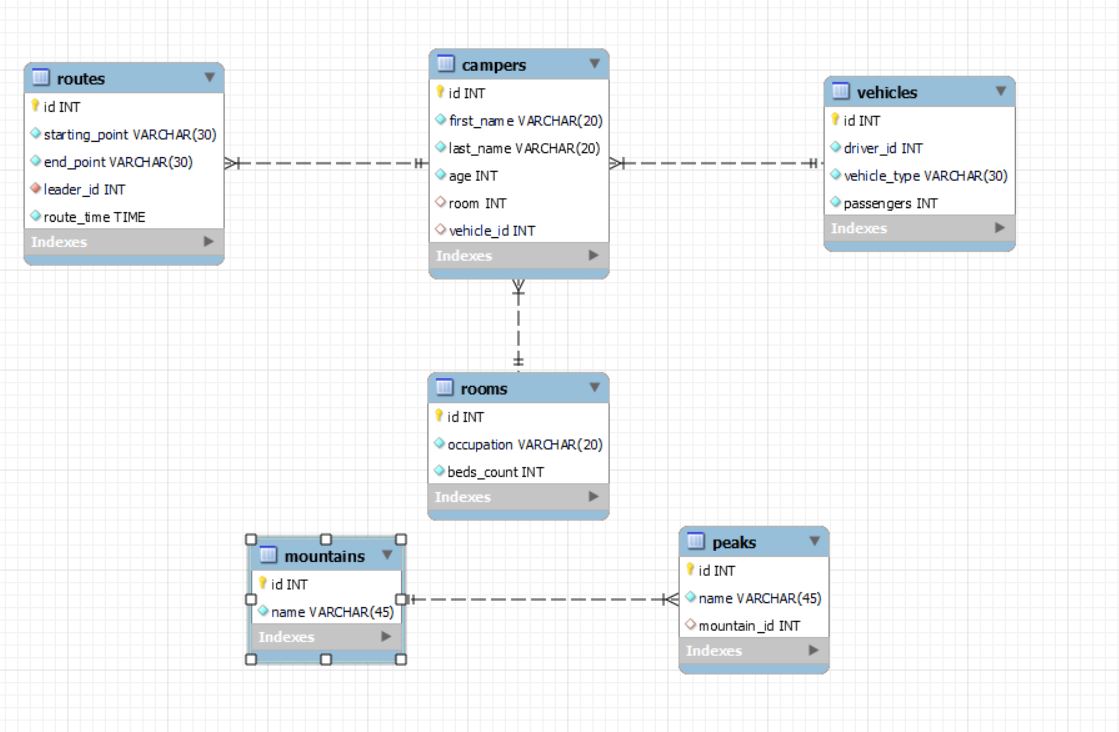 routes
id INT
starting_point VARCHAR(30)
end_point VARCHAR(30)
leader_id INT
route_time TIME
Indexes
campers
id INT
first_name VARCHAR(20)
last_name VARCHAR(20)
age INT
room INT
vehicle_id INT
Indexes
vehicles
id INT
driver_id INT
vehicle_type VARCHAR(30)
passengers INT
Indexes
rooms
id INT
occupation VARCHAR(20)
beds_count INT
Indexes
mountains
id INT
name VARCHAR(45)
Indexes
peaks
id INT
name VARCHAR(45)
mountain_id INT
Indexes